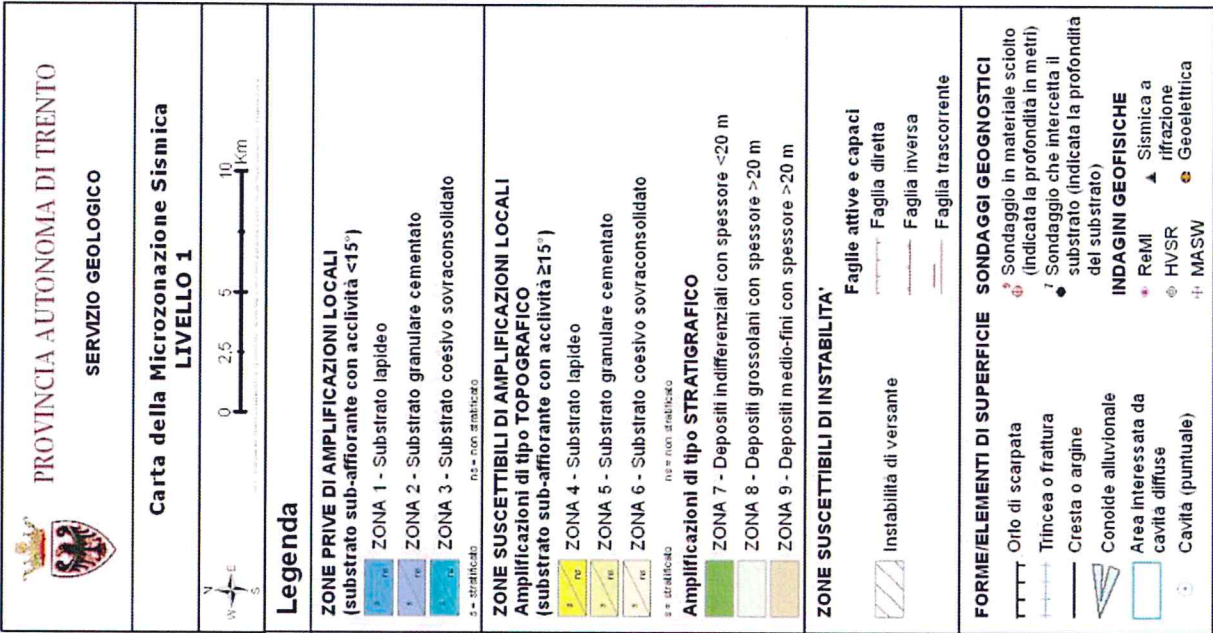 PROVINCIA AUTONOMA DI TRENTO
SERVIZIO GEOLOGICO
Carta della Microzonazione Sismica
LIVELLO 1
N
W E
S
0 2.5 5 10
Km
Legenda
ZONE PRIVE DI AMPLIFICAZIONI LOCALI
(substrato sub-affiorante con acclività <15°)
s ns ZONA 1 - Substrato lapideo
s ns ZONA 2 - Substrato granulare cementato
s ns ZONA 3 - Substrato coesivo sovraconsolidato
s = stratificato ns = non stratificato
ZONE SUSCETTIBILI DI AMPLIFICAZIONI LOCALI
Amplificazioni di tipo TOPOGRAFICO
(substrato sub-affiorante con acclività ≥15°)
s ns ZONA 4 - Substrato lapideo
s ns ZONA 5 - Substrato granulare cementato
s ns ZONA 6 - Substrato coesivo sovraconsolidato
s = stratificato ns = non stratificato
Amplificazioni di tipo STRATIGRAFICO
ZONA 7 - Depositi indifferenziati con spessore <20 m
ZONA 8 - Depositi grossolani con spessore >20 m
ZONA 9 - Depositi medio-fini con spessore >20 m
ZONE SUSCETTIBILI DI INSTABILITA'
Instabilità di versante
Faglie attive e capaci
Faglia diretta
Faglia inversa
Faglia trascorrente
FORME/ELEMENTI DI SUPERFICIE
Orlo di scarpata
Trincea o frattura
Cresta o argine
Conoide alluvionale
Area interessata da
cavità diffuse
Cavità (puntuale)
SONDAGGI GEOGNOSTICI
9 Sondaggio in materiale sciolto
(indicata la profondità in metri)
7 Sondaggio che intercetta il
substrato (indicata la profondità
del substrato)
INDAGINI GEOFISICHE
ReMI
HVSR
MASW
Sismica a
rifrazione
Geoelettrica